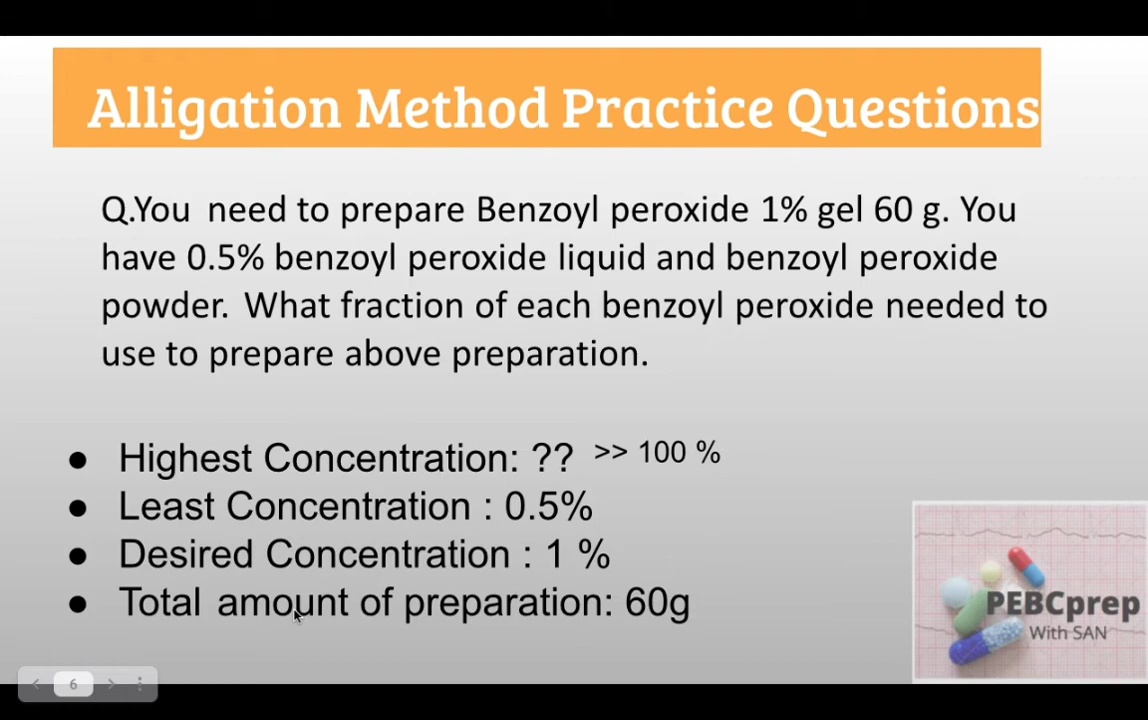 Alligation Method Practice Questions
Q.You need to prepare Benzoyl peroxide 1% gel 60 g. You
have 0.5% benzoyl peroxide liquid and benzoyl peroxide
powder. What fraction of each benzoyl peroxide needed to
use to prepare above preparation.
● Highest Concentration: ?? >> 100 %
● Least Concentration : 0.5%
● Desired Concentration : 1 %
● Total amount of preparation: 60g
PEBCprep
With SAN
6